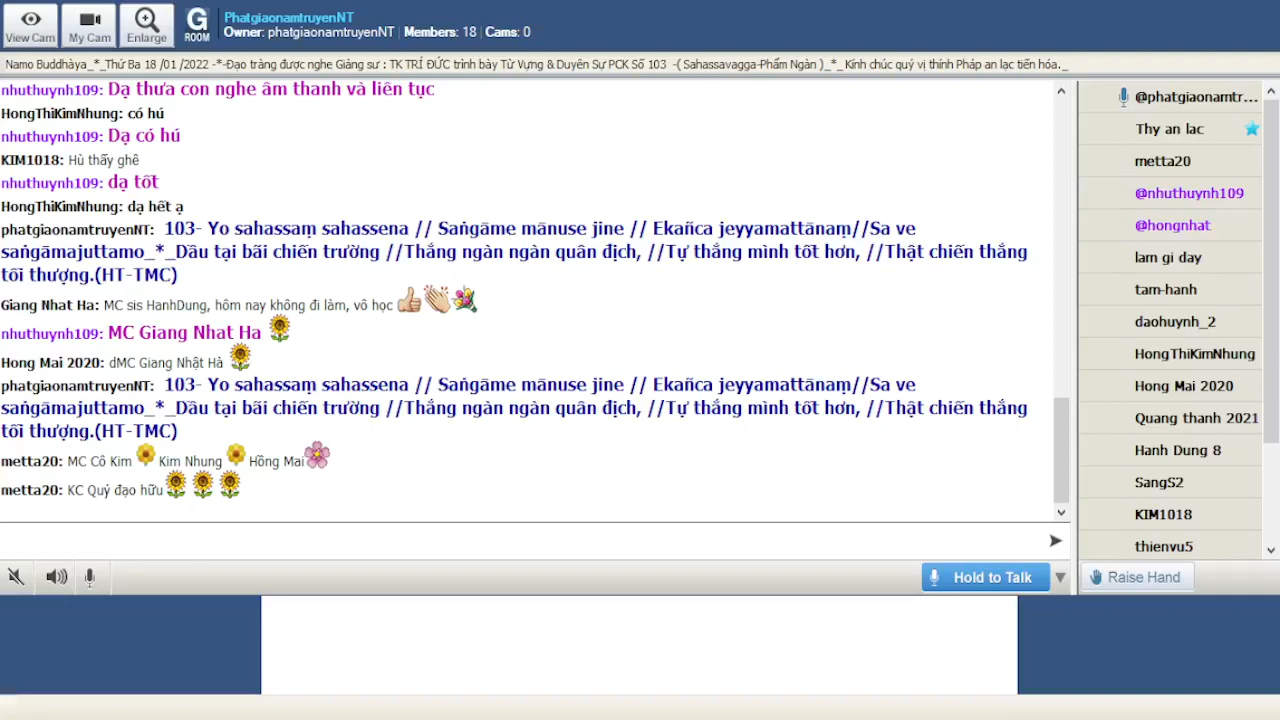 View Cam
My Cam
Enlarge
G
ROOM
PhatgiaonamtruyenNT
Owner: phatgiaonamtruyenNT | Members: 18 | Cams: 0
Namo Buddhàya_*_Thứ Ba 18 /01 /2022 -*-Đạo tràng được nghe Giảng sư : TK TRÍ ĐỨC trình bày Từ Vựng & Duyên Sự PCK Số 103 -( Sahassavagga-Phẩm Ngàn )_*_Kính chúc quý vị thính Pháp an lạc tiến hóa._
nhuthuynh109: Dạ thưa con nghe âm thanh và liên tục
HongThiKimNhung: có hú
nhuthuynh109: Dạ có hú
KIM1018: Hù thấy ghê
nhuthuynh109: dạ tốt
HongThiKimNhung: dạ hết ạ
phatgiaonamtruyenNT: 103- Yo sahassaṃ sahassena // Saṅgāme mānuse jine // Ekañca jeyyamattānaṃ//Sa ve
saṅgāmajuttamo_*_Dầu tại bãi chiến trường //Thắng ngàn ngàn quân địch, //Tự thắng mình tốt hơn, //Thật chiến thắng
tối thượng.(HT-TMC)
Giang Nhat Ha: MC sis HanhDung, hôm nay không đi làm, vô học
nhuthuynh109: MC Giang Nhat Ha
Hong Mai 2020: dMC Giang Nhật Hà
phatgiaonamtruyenNT: 103- Yo sahassaṃ sahassena // Saṅgāme mānuse jine // Ekañca jeyyamattānaṃ//Sa ve
saṅgāmajuttamo_*_Dầu tại bãi chiến trường //Thắng ngàn ngàn quân địch, //Tự thắng mình tốt hơn, //Thật chiến thắng
tối thượng.(HT-TMC)
metta20: MC Cô Kim Kim Nhung Hồng Mai
metta20: KC Quý đạo hữu
Hold to Talk
@phatgiaonamtr...
Thy an lac
metta20
@nhuthuynh109
@hongnhat
lam gi day
tam-hanh
daohuynh_2
HongThiKimNhung
Hong Mai 2020
Quang thanh 2021
Hanh Dung 8
SangS2
KIM1018
thienvu5
Raise Hand